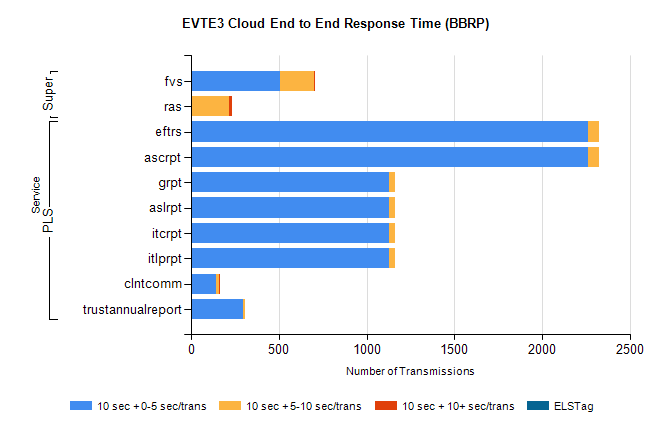 EVTE3 Cloud End to End Response Time (BBRP)
Super
fvs
ras
Service
PLS
eftrs
ascrpt
grpt
aslrpt
itcrpt
itlprpt
clntcomm
trustannualreport
0 500 1000 1500 2000 2500
Number of Transmissions
10 sec +0-5 sec/trans 10 sec +5-10 sec/trans 10 sec + 10+ sec/trans ELSTag